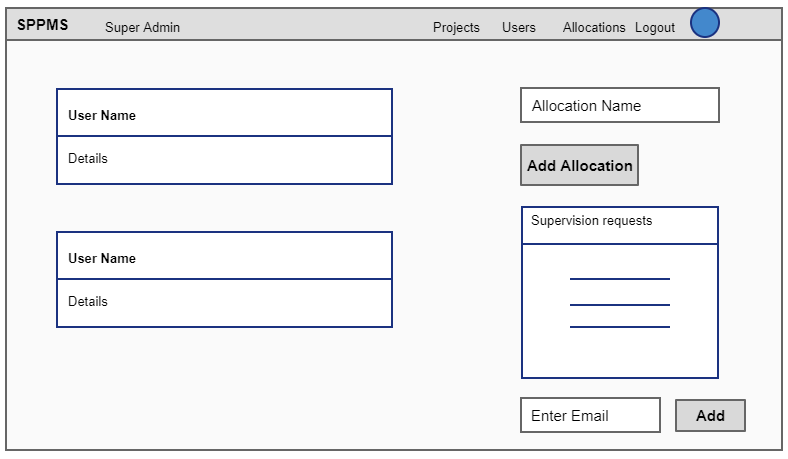 SPPMS Super Admin Projects Users Allocations Logout
User Name
Details
User Name
Details
Allocation Name
Add Allocation
Supervision requests
Enter Email Add